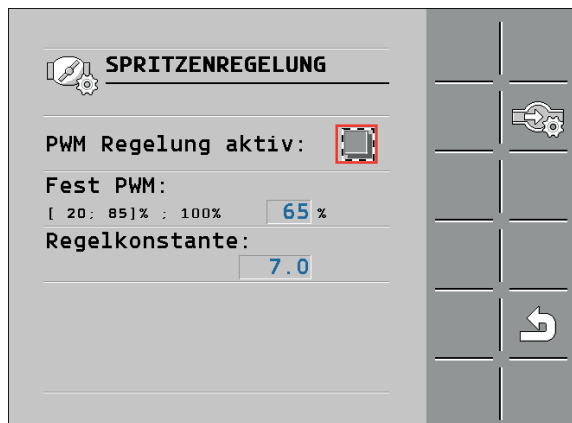 SPRITZENREGELUNG
PWM Regelung aktiv:
Fest PWM:
[ 20; 85]% ; 100% 65 %
Regelkonstante:
7.0